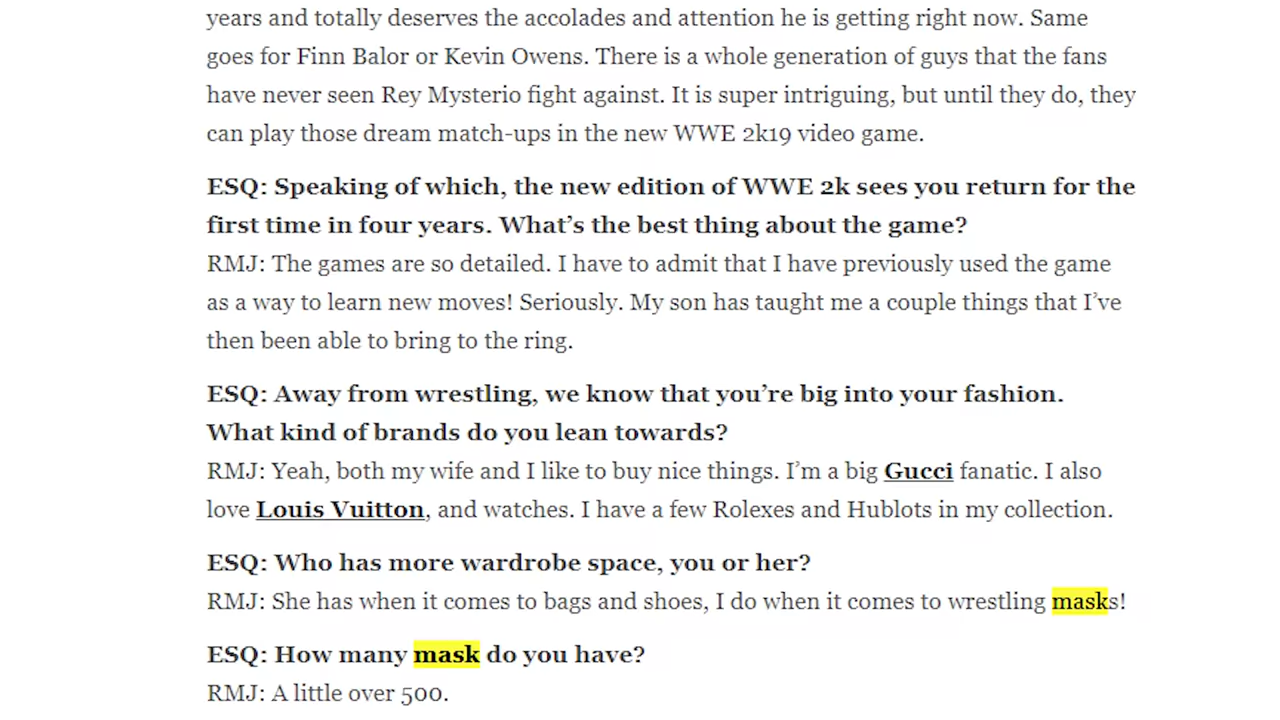 years and totally deserves the accolades and attention he is getting right now. Same
goes for Finn Balor or Kevin Owens. There is a whole generation of guys that the fans
have never seen Rey Mysterio fight against. It is super intriguing, but until they do, they
can play those dream match-ups in the new WWE 2k19 video game.
ESQ: Speaking of which, the new edition of WWE 2k sees you return for the
first time in four years. What’s the best thing about the game?
RMJ: The games are so detailed. I have to admit that I have previously used the game
as a way to learn new moves! Seriously. My son has taught me a couple things that I’ve
then been able to bring to the ring.
ESQ: Away from wrestling, we know that you’re big into your fashion.
What kind of brands do you lean towards?
RMJ: Yeah, both my wife and I like to buy nice things. I’m a big Gucci fanatic. I also
love Louis Vuitton, and watches. I have a few Rolexes and Hublots in my collection.
ESQ: Who has more wardrobe space, you or her?
RMJ: She has when it comes to bags and shoes, I do when it comes to wrestling masks!
ESQ: How many mask do you have?
RMJ: A little over 500.